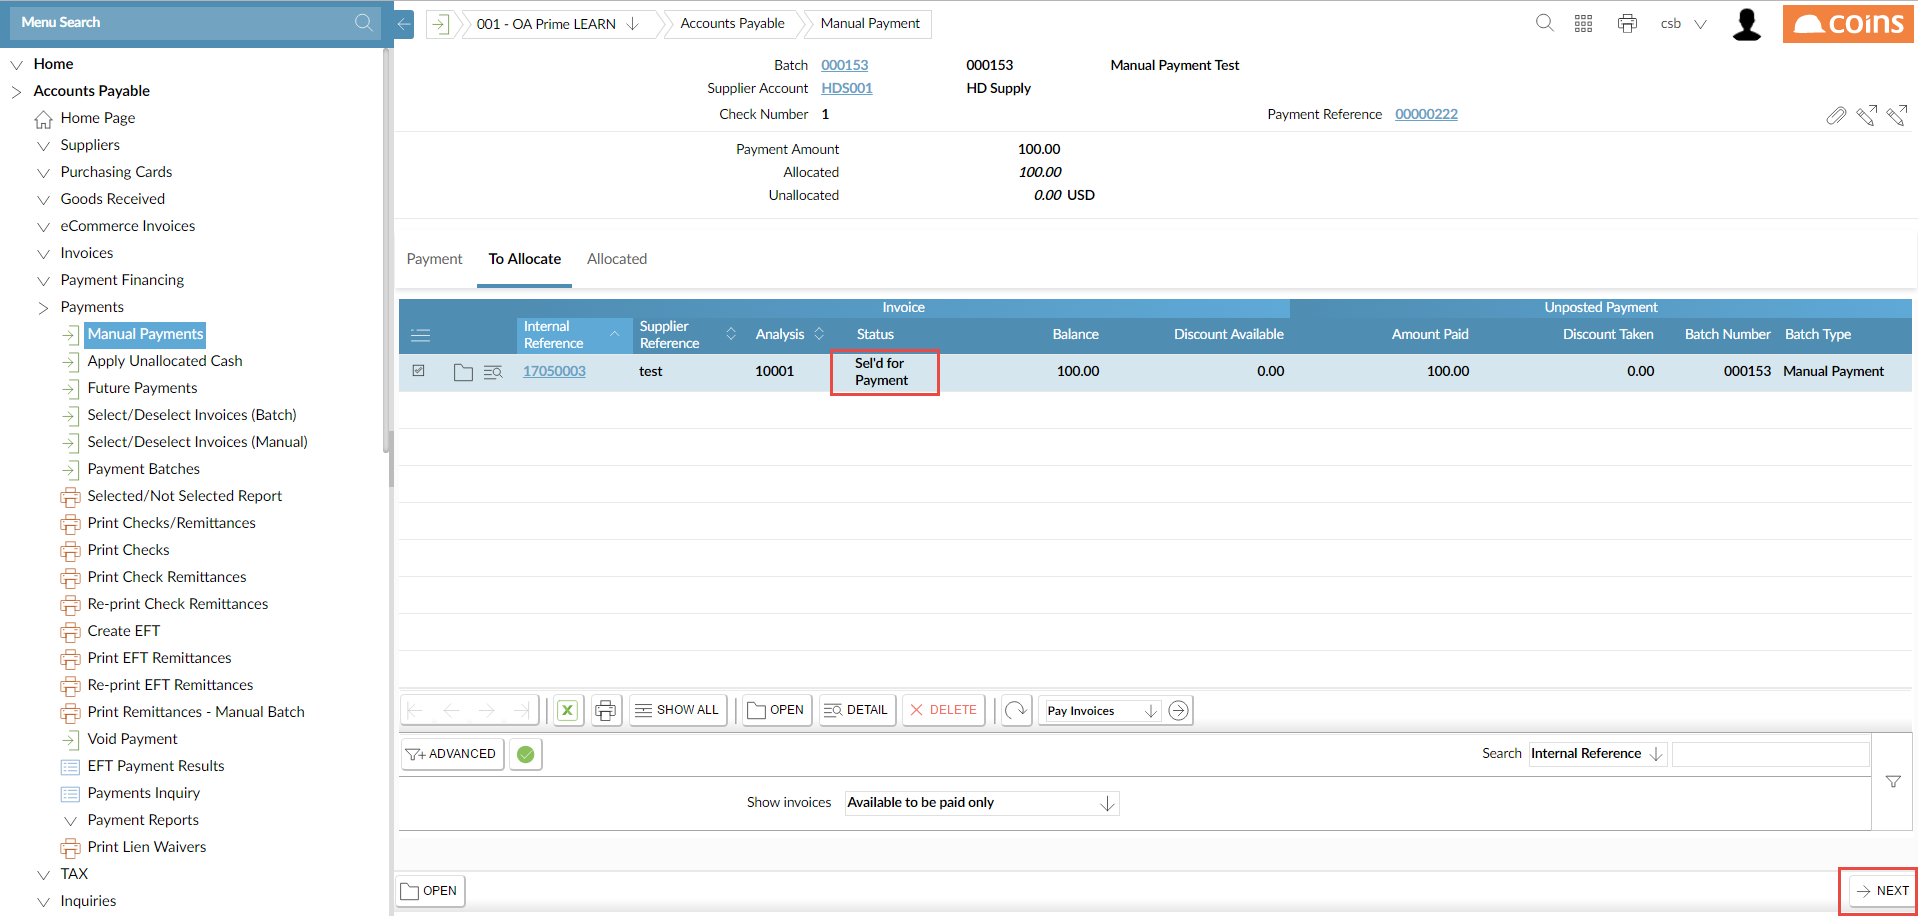 Menu Search
001 - OA Prime LEARN
Accounts Payable
Manual Payment
csb
coins
Home
Accounts Payable
Home Page
Suppliers
Purchasing Cards
Goods Received
eCommerce Invoices
Invoices
Payment Financing
Payments
Manual Payments
Apply Unallocated Cash
Future Payments
Select/Deselect Invoices (Batch)
Select/Deselect Invoices (Manual)
Payment Batches
Selected/Not Selected Report
Print Checks/Remittances
Print Checks
Print Check Remittances
Re-print Check Remittances
Create EFT
Print EFT Remittances
Re-print EFT Remittances
Print Remittances - Manual Batch
Void Payment
EFT Payment Results
Payments Inquiry
Payment Reports
Print Lien Waivers
TAX
Inquiries
Batch 000153 000153 Manual Payment Test
Supplier Account HDS001 HD Supply
Check Number 1 Payment Reference 00000222
Payment Amount 100.00
Allocated 100.00
Unallocated 0.00 USD
Payment To Allocate Allocated
Invoice Unposted Payment
Internal Reference Supplier Reference Analysis Status Balance Discount Available Amount Paid Discount Taken Batch Number Batch Type
17050003 test 10001 Sel'd for Payment 100.00 0.00 100.00 0.00 000153 Manual Payment
SHOW ALL OPEN DETAIL DELETE Pay Invoices
ADVANCED Search Internal Reference
Show invoices Available to be paid only
OPEN NEXT